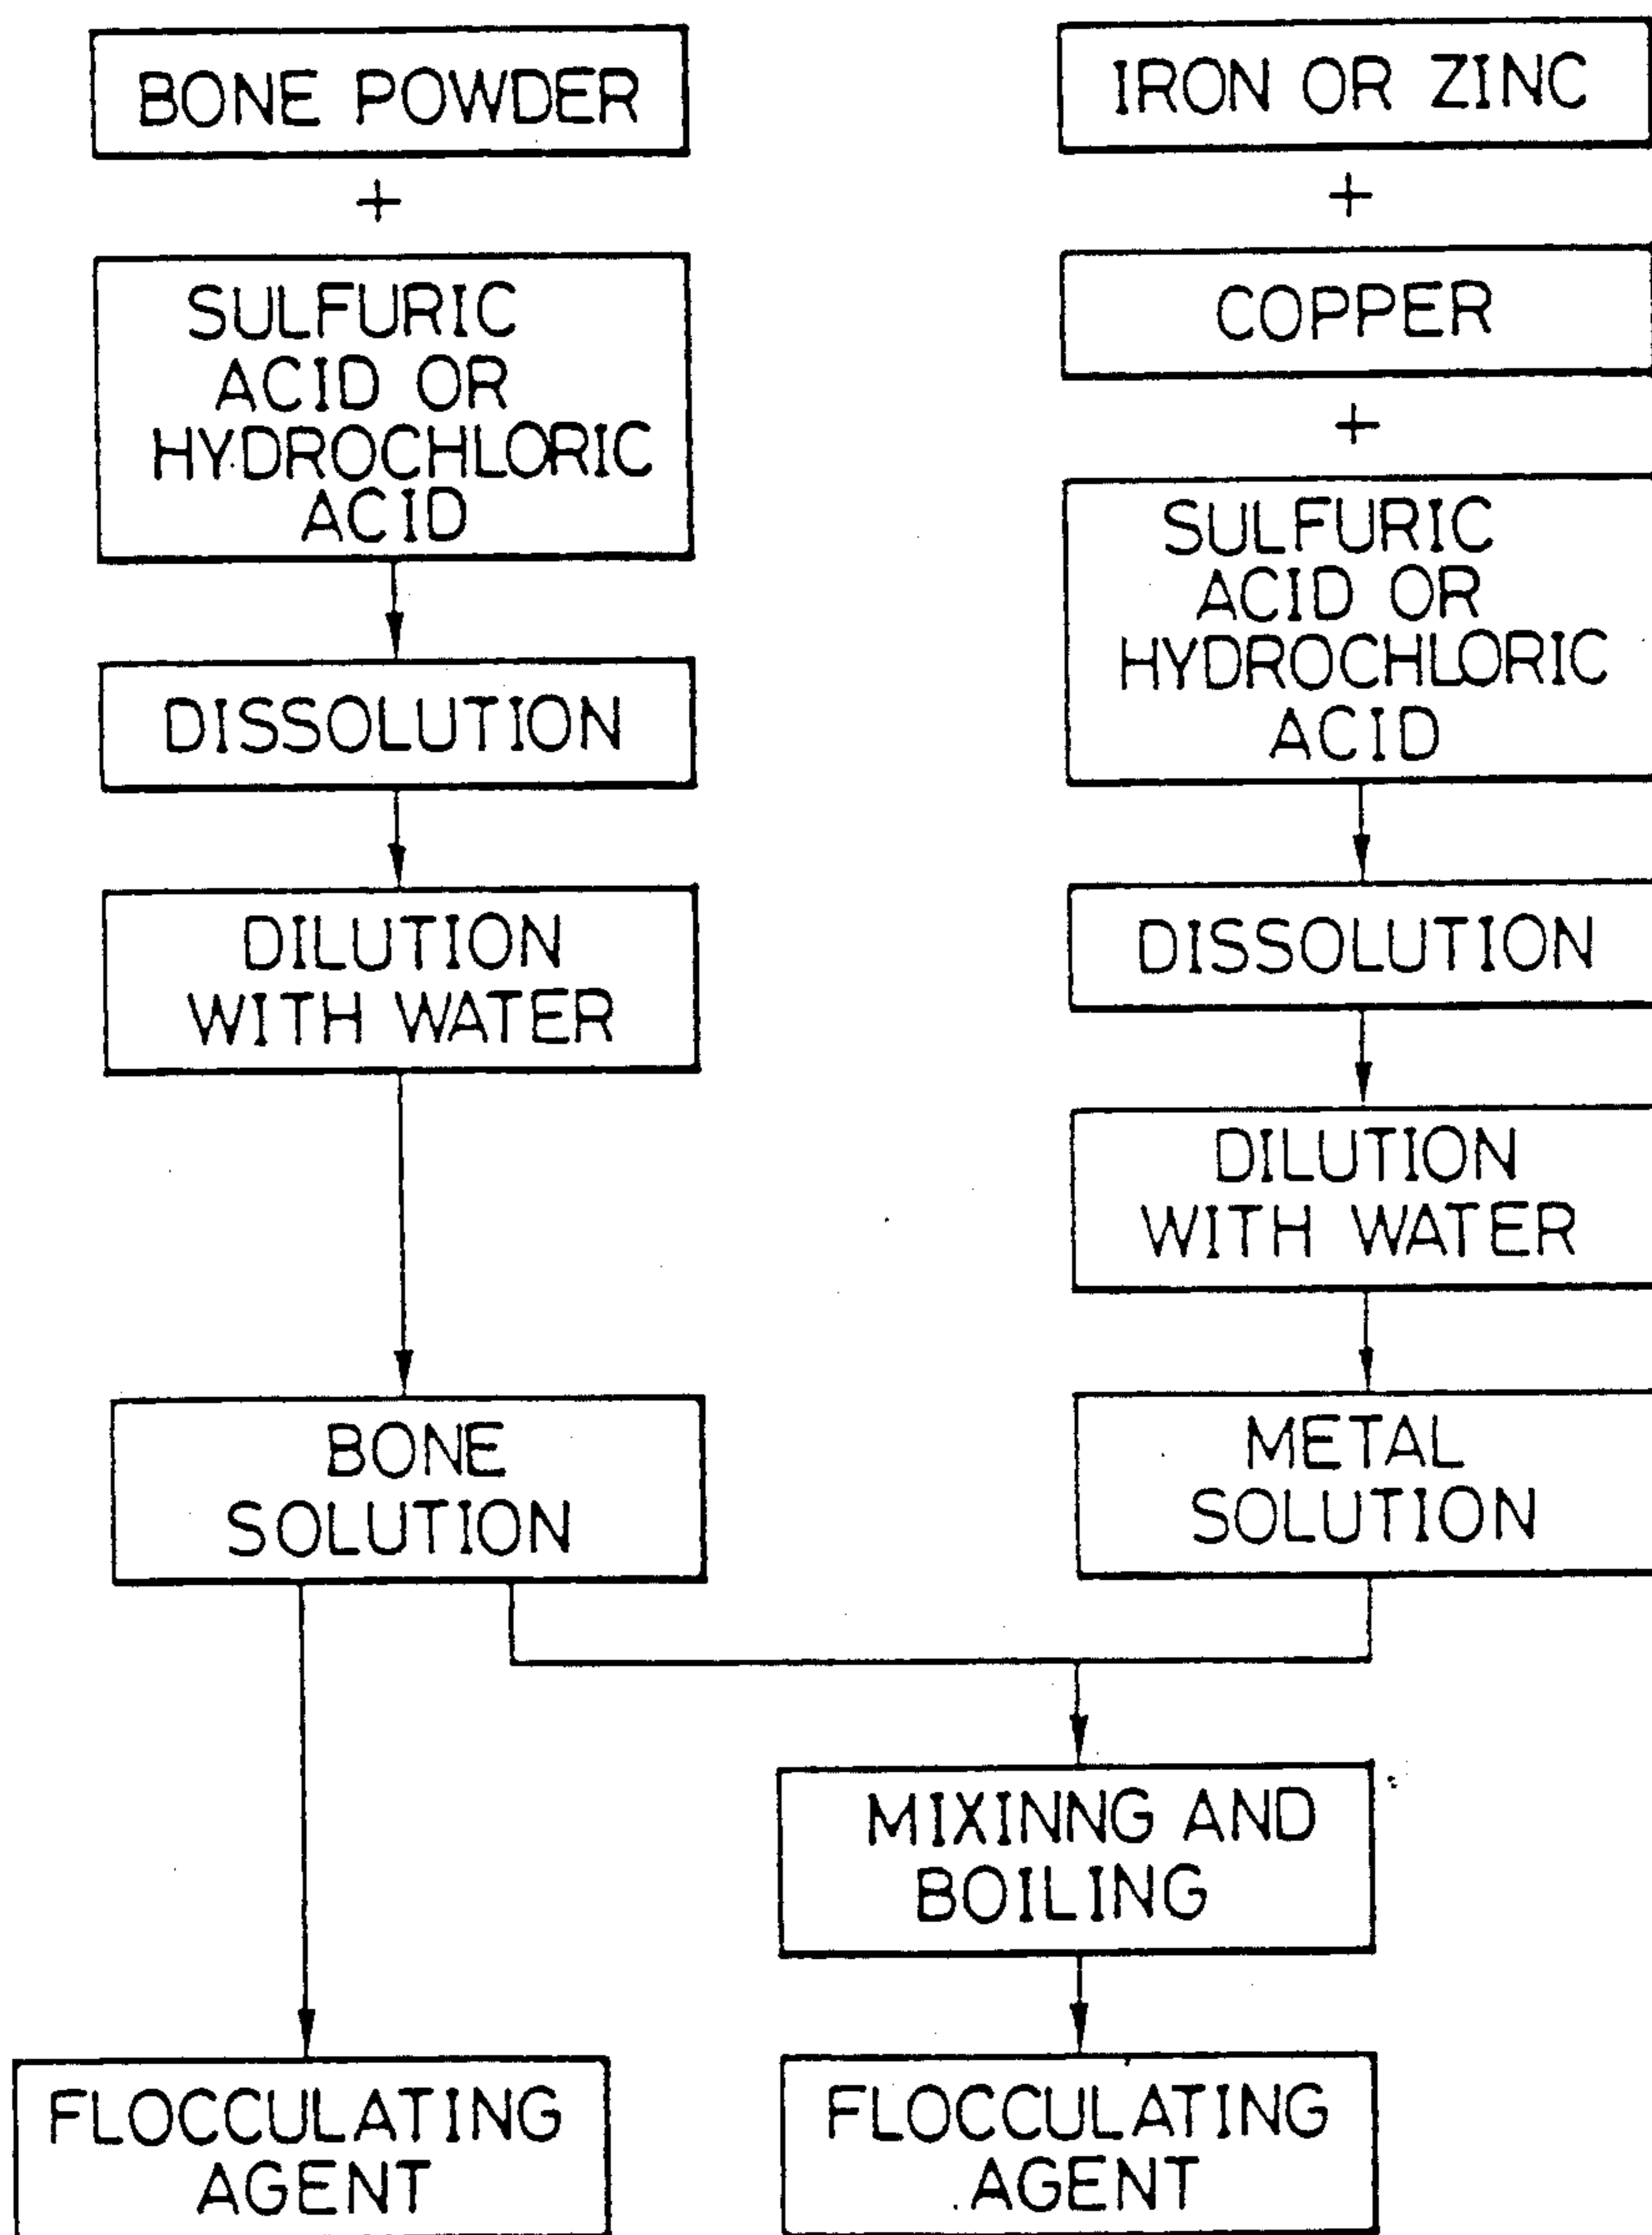 BONE POWDER
+
SULFURIC
ACID OR
HYDROCHLORIC
ACID
DISSOLUTION
DILUTION
WITH WATER
BONE
SOLUTION
FLOCCULATING
AGENT
IRON OR ZINC
+
COPPER
+
SULFURIC
ACID OR
HYDROCHLORIC
ACID
DISSOLUTION
DILUTION
WITH WATER
METAL
SOLUTION
MIXINNG AND
BOILING
FLOCCULATING
AGENT